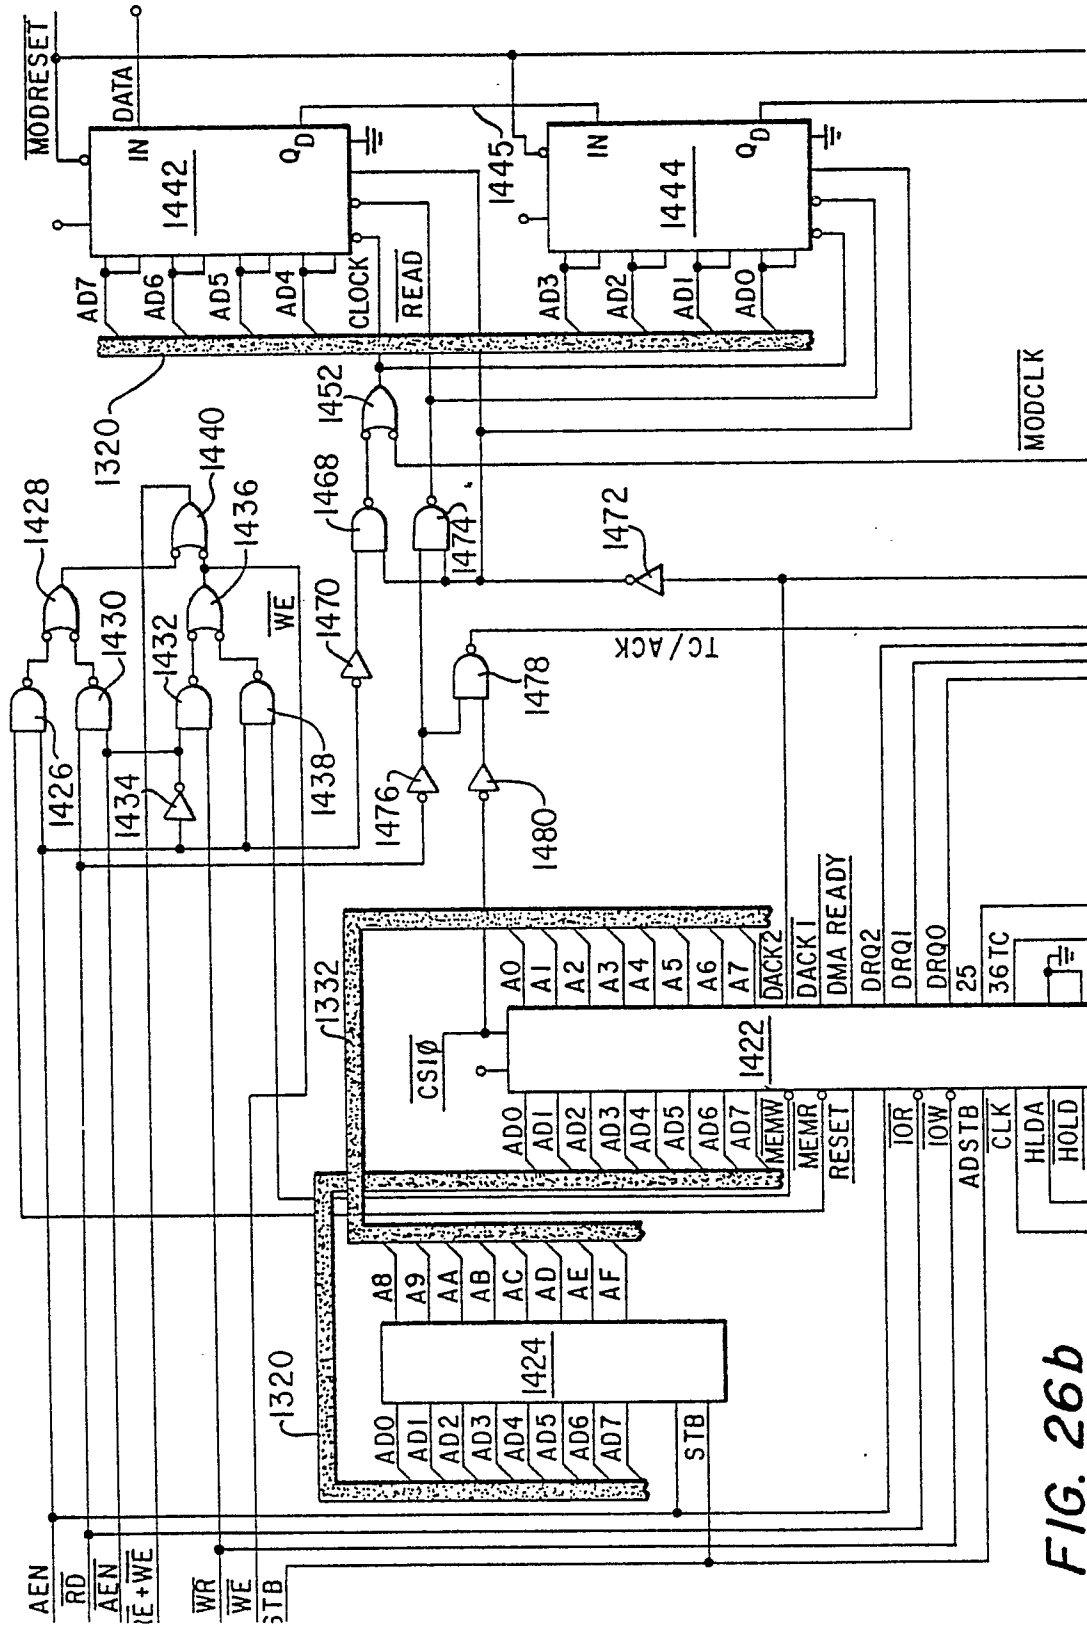 AEN
RD
AEN
RE+WE
WR
WE
STB
1320
AD0
AD1
AD2
AD3
AD4
AD5
AD6
AD7
STB
1424
A8
A9
AA
AB
AC
AD
AE
AF
1332
CS1Ø
AD0
AD1
AD2
AD3
AD4
AD5
AD6
AD7
MEMW
MEMR
RESET
IOR
IOW
ADSTB
CLK
HLDA
HOLD
1422
A0
A1
A2
A3
A4
A5
A6
A7
DACK2
DACK1
DMA READY
DRQ2
DRQ1
DRQ0
25
36TC
1426
1434
1438
1428
1430
1432
1440
1436
WE
1470
1476
1480
1478
TC/ACK
1468
1474
1472
1452
1320
MODCLK
AD7
AD6
AD5
AD4
CLOCK
READ
AD3
AD2
AD1
AD0
MODRESET
DATA
IN
1442
QD
1445
IN
1444
QD
FIG. 26b